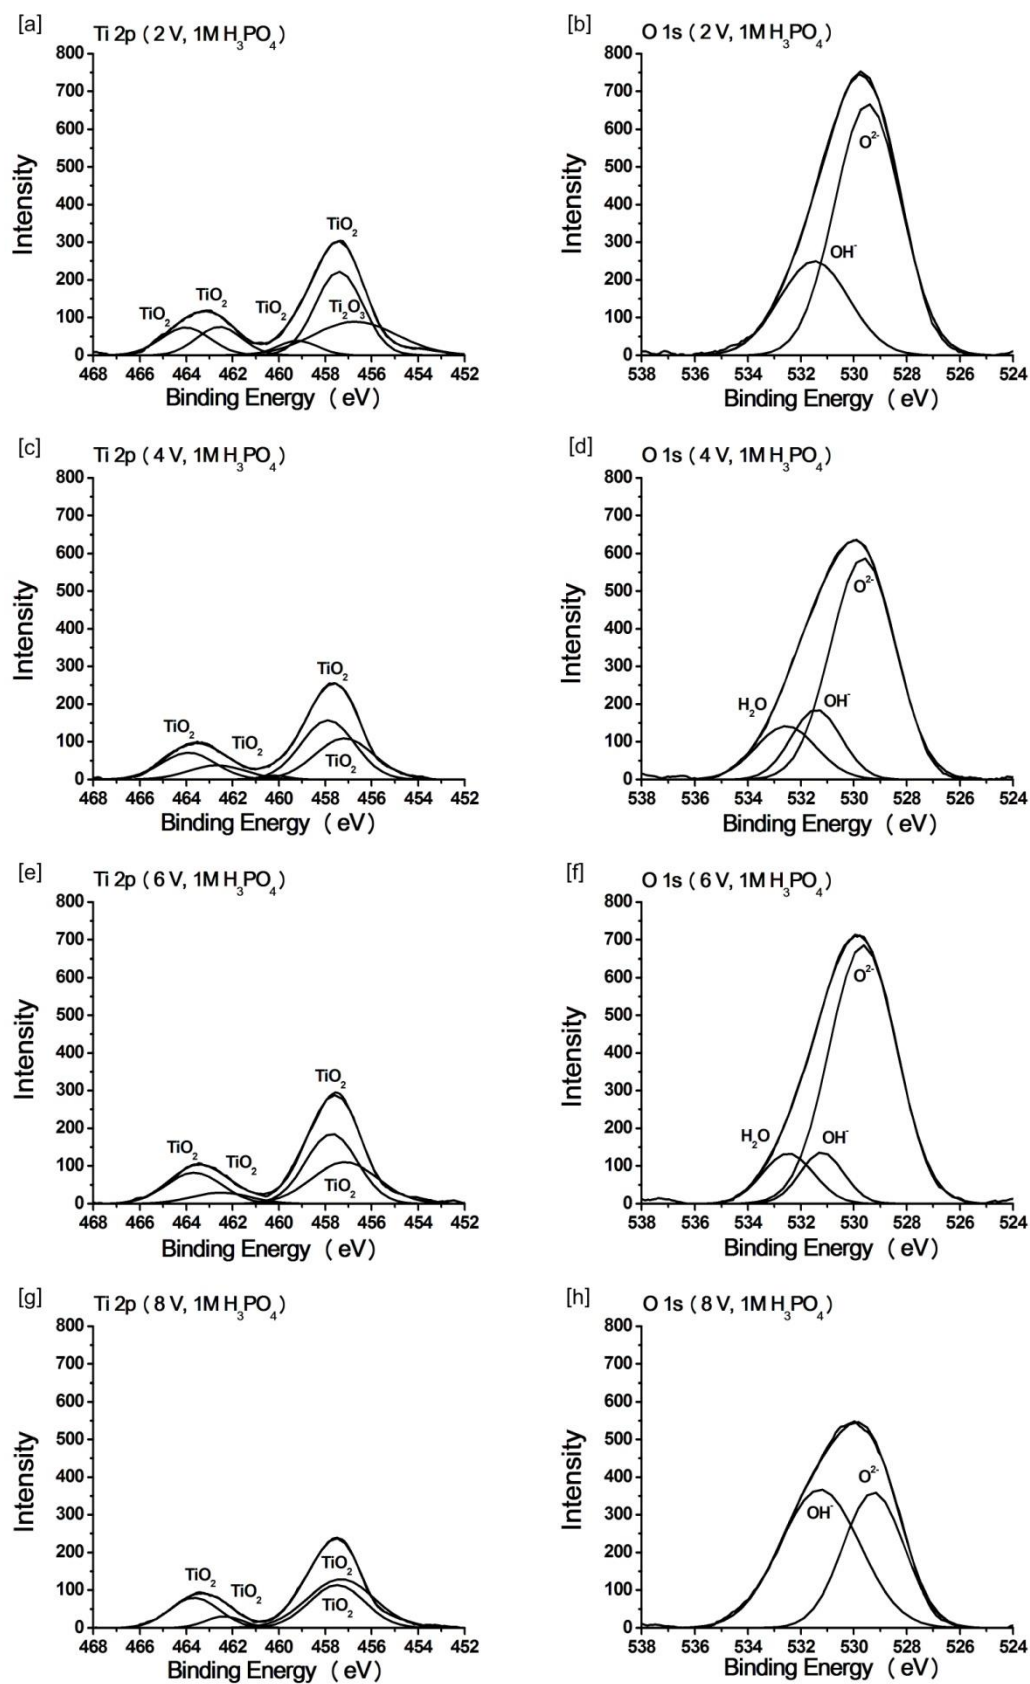 [a]
Ti 2p ( 2 V, 1M H₃PO₄)
800
700
600
500
400
300
200
100
0
Intensity
TiO₂
TiO₂
TiO₂
TiO₂
Ti₂O₃
468 466 464 462 460 458 456 454 452
Binding Energy ( eV)
[b]
O 1s ( 2 V, 1M H₃PO₄)
800
700
600
500
400
300
200
100
0
Intensity
O²⁻
OH⁻
538 536 534 532 530 528 526 524
Binding Energy ( eV)
[c]
Ti 2p ( 4 V, 1M H₃PO₄)
800
700
600
500
400
300
200
100
0
Intensity
TiO₂
TiO₂
TiO₂
TiO₂
468 466 464 462 460 458 456 454 452
Binding Energy ( eV)
[d]
O 1s ( 4 V, 1M H₃PO₄)
800
700
600
500
400
300
200
100
0
Intensity
O²⁻
H₂O
OH⁻
538 536 534 532 530 528 526 524
Binding Energy ( eV)
[e]
Ti 2p ( 6 V, 1M H₃PO₄)
800
700
600
500
400
300
200
100
0
Intensity
TiO₂
TiO₂
TiO₂
TiO₂
468 466 464 462 460 458 456 454 452
Binding Energy ( eV)
[f]
O 1s ( 6 V, 1M H₃PO₄)
800
700
600
500
400
300
200
100
0
Intensity
O²⁻
H₂O
OH⁻
538 536 534 532 530 528 526 524
Binding Energy ( eV)
[g]
Ti 2p ( 8 V, 1M H₃PO₄)
800
700
600
500
400
300
200
100
0
Intensity
TiO₂
TiO₂
TiO₂
TiO₂
468 466 464 462 460 458 456 454 452
Binding Energy ( eV)
[h]
O 1s ( 8 V, 1M H₃PO₄)
800
700
600
500
400
300
200
100
0
Intensity
O²⁻
OH⁻
538 536 534 532 530 528 526 524
Binding Energy ( eV)